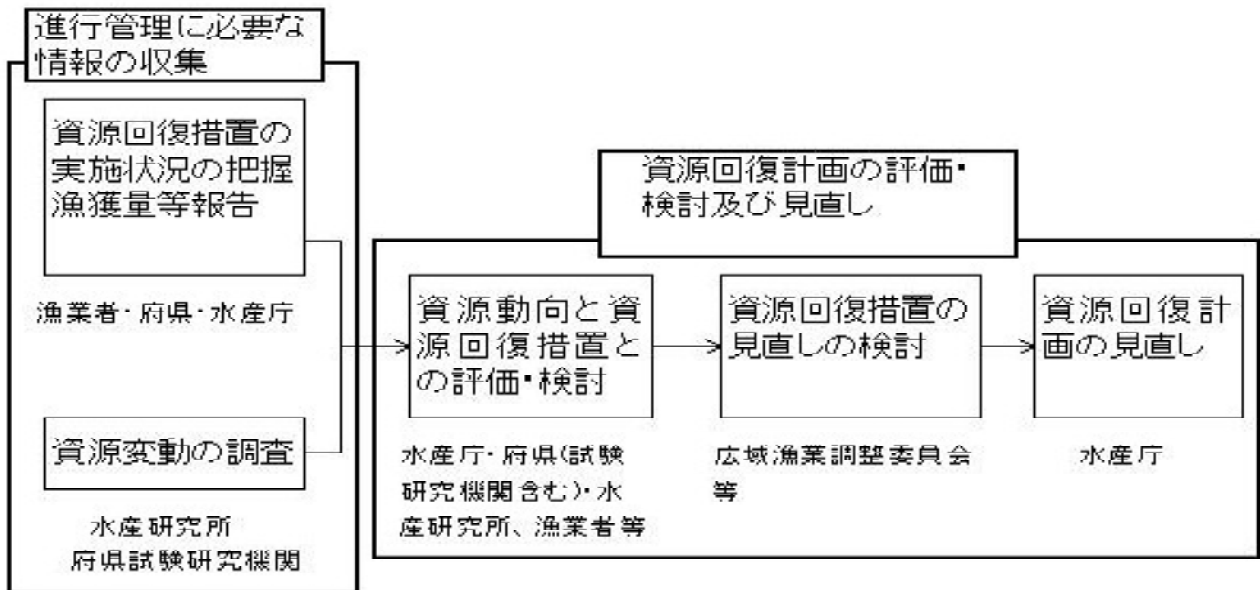 進行管理に必要な
情報の収集
資源回復措置の
実施状況の把握
漁獲量等報告
漁業者・府県・水産庁
資源変動の調査
水産研究所
府県試験研究機関
資源回復計画の評価・
検討及び見直し
資源動向と資
源回復措置と
の評価・検討
水産庁・府県(試験
研究機関含む)・水
産研究所、漁業者等
資源回復措置の
見直しの検討
広域漁業調整委員会
等
資源回復計
画の見直し
水産庁